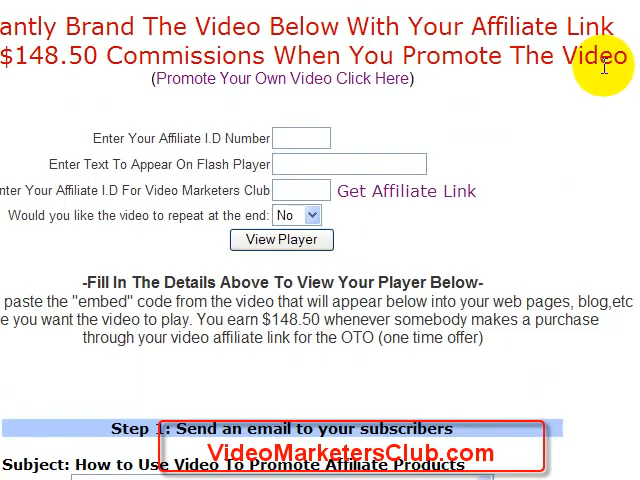 antly Brand The Video Below With Your Affiliate Link
$148.50 Commissions When You Promote The Video
(Promote Your Own Video Click Here)
Enter Your Affiliate I.D Number
Enter Text To Appear On Flash Player
nter Your Affiliate I.D For Video Marketers Club Get Affiliate Link
Would you like the video to repeat at the end: No
View Player
-Fill In The Details Above To View Your Player Below-
paste the "embed" code from the video that will appear below into your web pages, blog,etc
e you want the video to play. You earn $148.50 whenever somebody makes a purchase
through your video affiliate link for the OTO (one time offer)
Step 1: Send an email to your subscribers
VideoMarketersClub.com
Subject: How to Use Video To Promote Affiliate Products